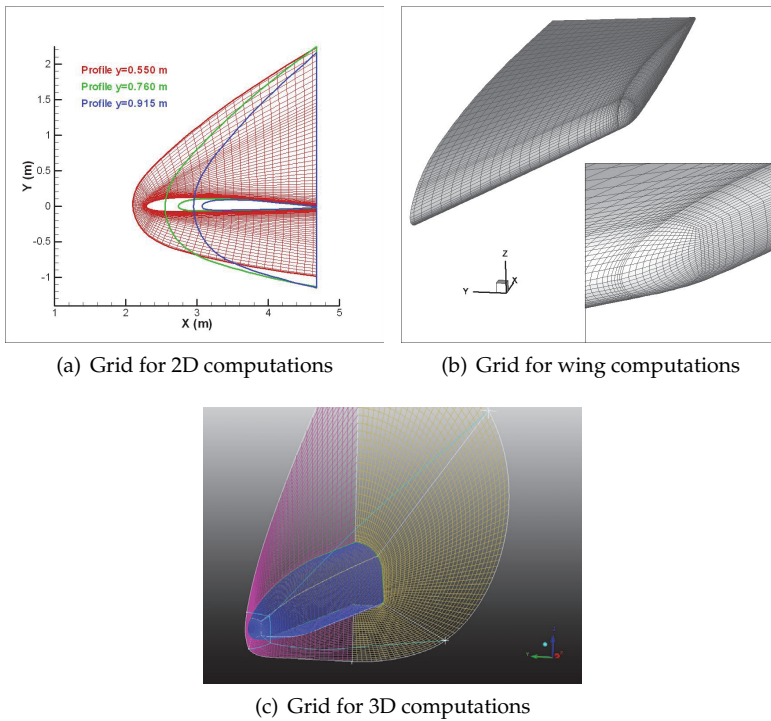 Profile y=0.550 m
Profile y=0.760 m
Profile y=0.915 m
Y (m)
2
1.5
1
0.5
0
-0.5
-1
1 2 3 4 5
X (m)
Z
X
Y
(a) Grid for 2D computations
(b) Grid for wing computations
(c) Grid for 3D computations